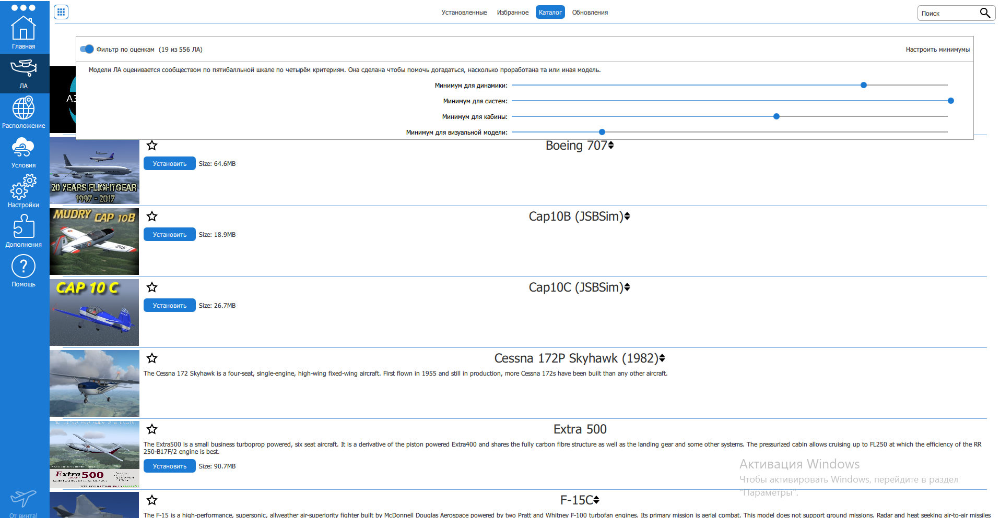 Установленные
Избранное
Каталог
Обновления
Поиск
Главная
ЛА
Расположение
Условия
Настройки
Дополнения
Помощь
От винта!
Фильтр по оценкам (19 из 556 ЛА)
Настроить минимумы
Модели ЛА оценивается сообществом по пятибалльной шкале по четырём критериям. Она сделана чтобы помочь догадаться, насколько проработана та или иная модель.
Минимум для динамики:
Минимум для систем:
Минимум для кабины:
Минимум для визуальной модели:
20 YEARS FLIGHTGEAR
1997 - 2017
Boeing 707
Установить
Size: 64.6MB
MUDRY CAP 10B
215
Cap10B (JSBSim)
Установить
Size: 18.9MB
CAP 10 C
Cap10C (JSBSim)
Установить
Size: 26.7MB
Cessna 172P Skyhawk (1982)
The Cessna 172 Skyhawk is a four-seat, single-engine, high-wing fixed-wing aircraft. First flown in 1955 and still in production, more Cessna 172s have been built than any other aircraft.
Extra 500
Extra 500
The Extra500 is a small business turboprop powered, six seat aircraft. It is a derivative of the piston powered Extra400 and shares the fully carbon fibre structure as well as the landing gear and some other systems. The pressurized cabin allows cruising up to FL250 at which the efficiency of the RR
250-B17F/2 engine is best.
Установить
Size: 90.7MB
F-15C
The F-15 is a high-performance, supersonic, allweather air-superiority fighter built by McDonnell Douglas Aerospace powered by two Pratt and Whitney F-100 turbofan engines. Its primary mission is aerial combat. This model does not support ground missions. Radar and heat seeking air-to-air missiles
Активация Windows
Чтобы активировать Windows, перейдите в раздел
"Параметры".